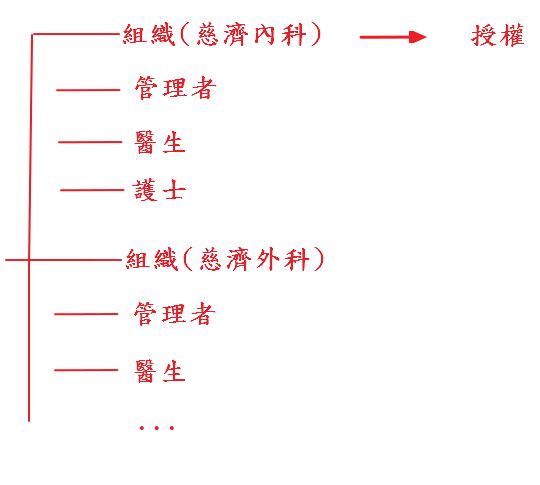 組織(慈濟內科) 授權
管理者
醫生
護士
組織(慈濟外科)
管理者
醫生
...